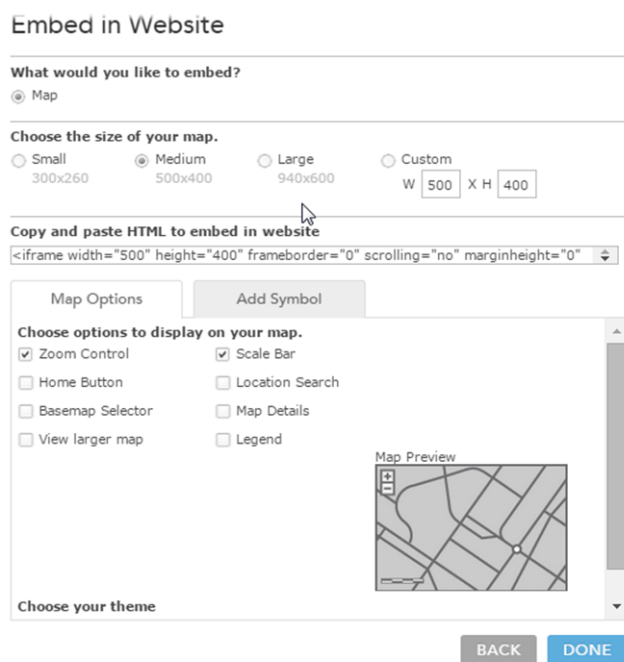 Embed in Website
What would you like to embed?
Map
Choose the size of your map.
Small Medium Large Custom
300x260 500x400 940x600 W 500 X H 400
Copy and paste HTML to embed in website
<iframe width="500" height="400" frameborder="0" scrolling="no" marginheight="0"
Map Options Add Symbol
Choose options to display on your map.
Zoom Control Scale Bar
Home Button Location Search
Basemap Selector Map Details
View larger map Legend
Map Preview
Choose your theme
BACK DONE